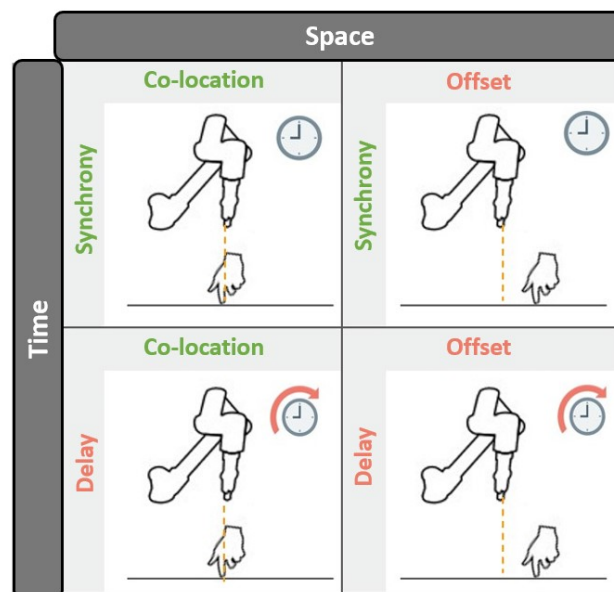 Space
Co-location
Offset
Time
Synchrony
Synchrony
Co-location
Offset
Delay
Delay